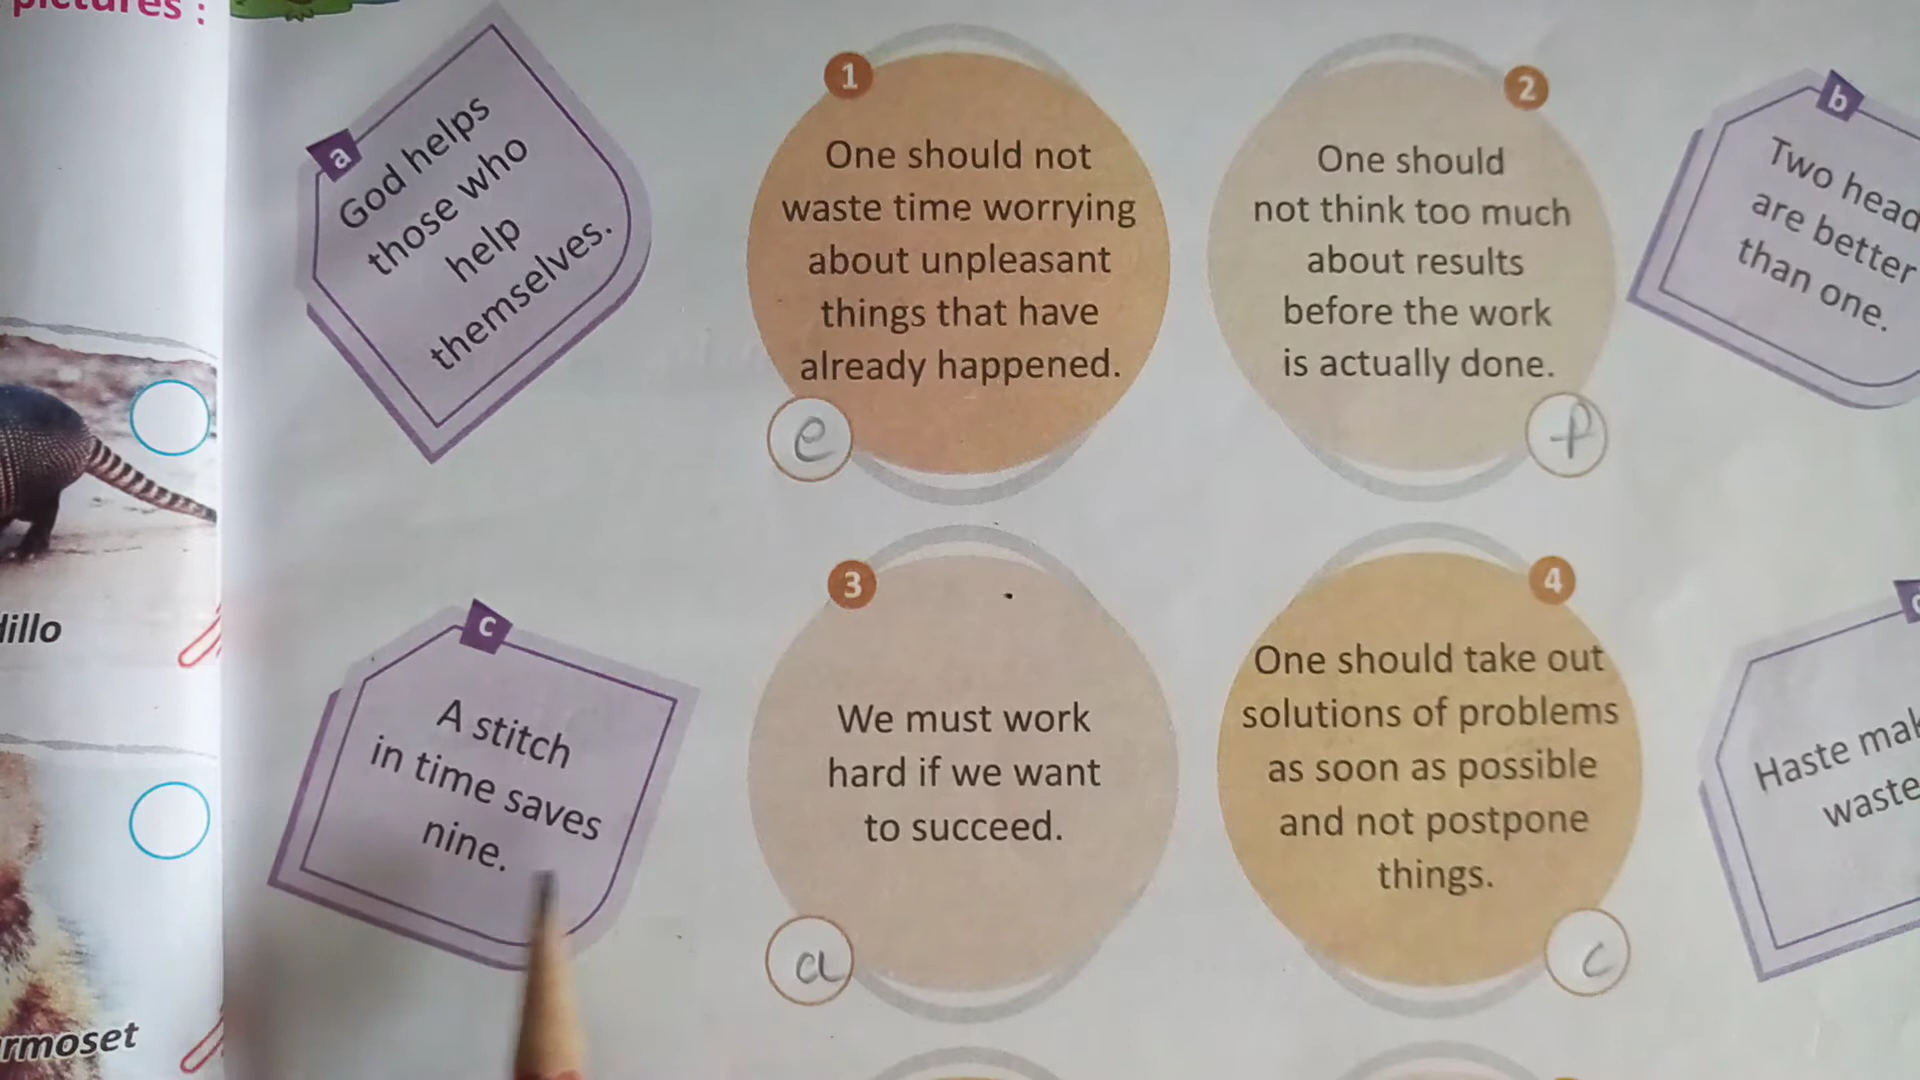 pictures :
a
God helps
those who
help
themselves.
1
One should not
waste time worrying
about unpleasant
things that have
already happened.
e
2
One should
not think too much
about results
before the work
is actually done.
f
b
Two head
are better
than one.
c
A stitch
in time saves
nine.
3
We must work
hard if we want
to succeed.
a
4
One should take out
solutions of problems
as soon as possible
and not postpone
things.
c
Haste mak
waste
dillo
rmoset